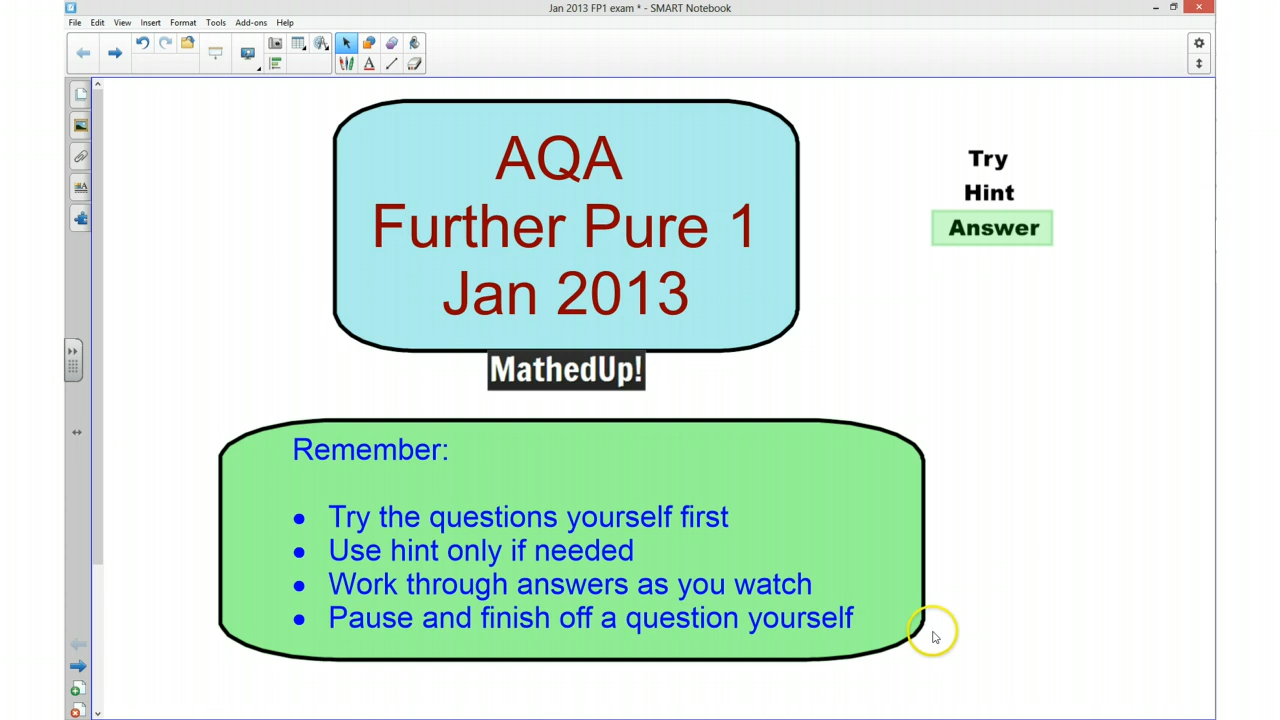 Jan 2013 FP1 exam * - SMART Notebook
File Edit View Insert Format Tools Add-ons Help
AQA
Further Pure 1
Jan 2013
MathedUp!
Try
Hint
Answer
Remember:
• Try the questions yourself first
• Use hint only if needed
• Work through answers as you watch
• Pause and finish off a question yourself